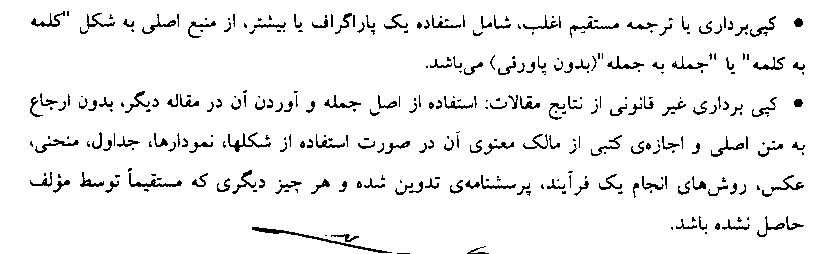 ● کپی‌برداری یا ترجمه مستقیم اغلب، شامل استفاده یک پاراگراف یا بیشتر، از منبع اصلی به شکل "کلمه
به کلمه" یا "جمله به جمله"(بدون پاورقی) می‌باشد.
● کپی برداری غیر قانونی از نتایج مقالات: استفاده از اصل جمله و آوردن آن در مقاله دیگر، بدون ارجاع
به متن اصلی و اجازه‌ی کتبی از مالک معنوی آن در صورت استفاده از شکلها، نمودارها، جداول، منحنی،
عکس، روش‌های انجام یک فرآیند، پرسشنامه‌ی تدوین شده و هر چیز دیگری که مستقیماً توسط مؤلف
حاصل نشده باشد.